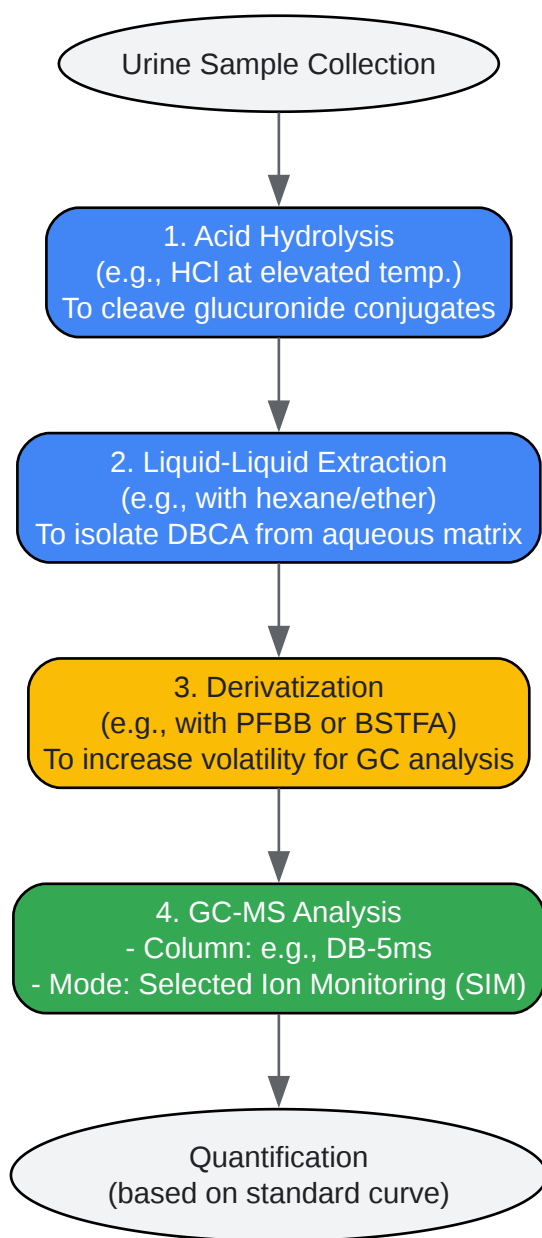 Urine Sample Collection
1. Acid Hydrolysis
(e.g., HCl at elevated temp.)
To cleave glucuronide conjugates
2. Liquid-Liquid Extraction
(e.g., with hexane/ether)
To isolate DBCA from aqueous matrix
3. Derivatization
(e.g., with PFBB or BSTFA)
To increase volatility for GC analysis
4. GC-MS Analysis
- Column: e.g., DB-5ms
- Mode: Selected Ion Monitoring (SIM)
Quantification
(based on standard curve)